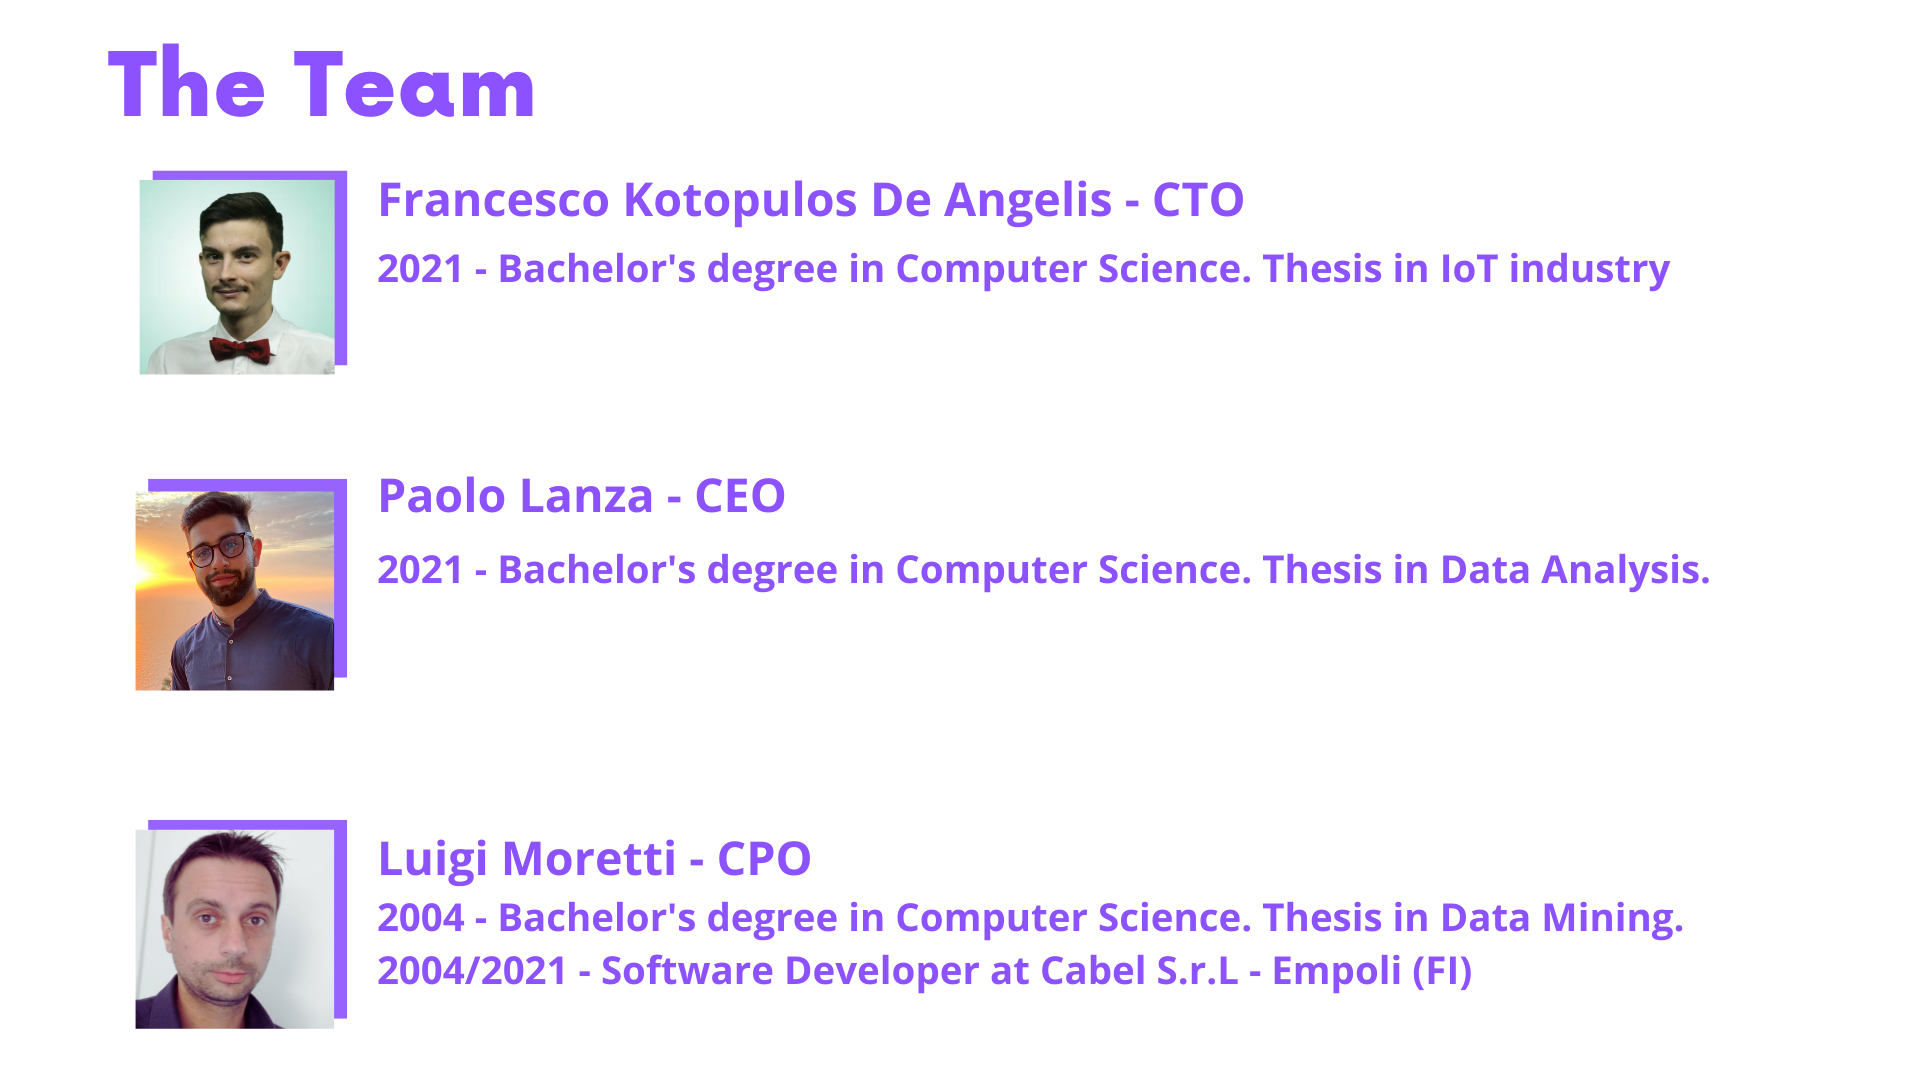 The Team
Francesco Kotopulos De Angelis - CTO
2021 - Bachelor's degree in Computer Science. Thesis in IoT industry
Paolo Lanza - CEO
2021 - Bachelor's degree in Computer Science. Thesis in Data Analysis.
Luigi Moretti - CPO
2004 - Bachelor's degree in Computer Science. Thesis in Data Mining.
2004/2021 - Software Developer at Cabel S.r.L - Empoli (FI)